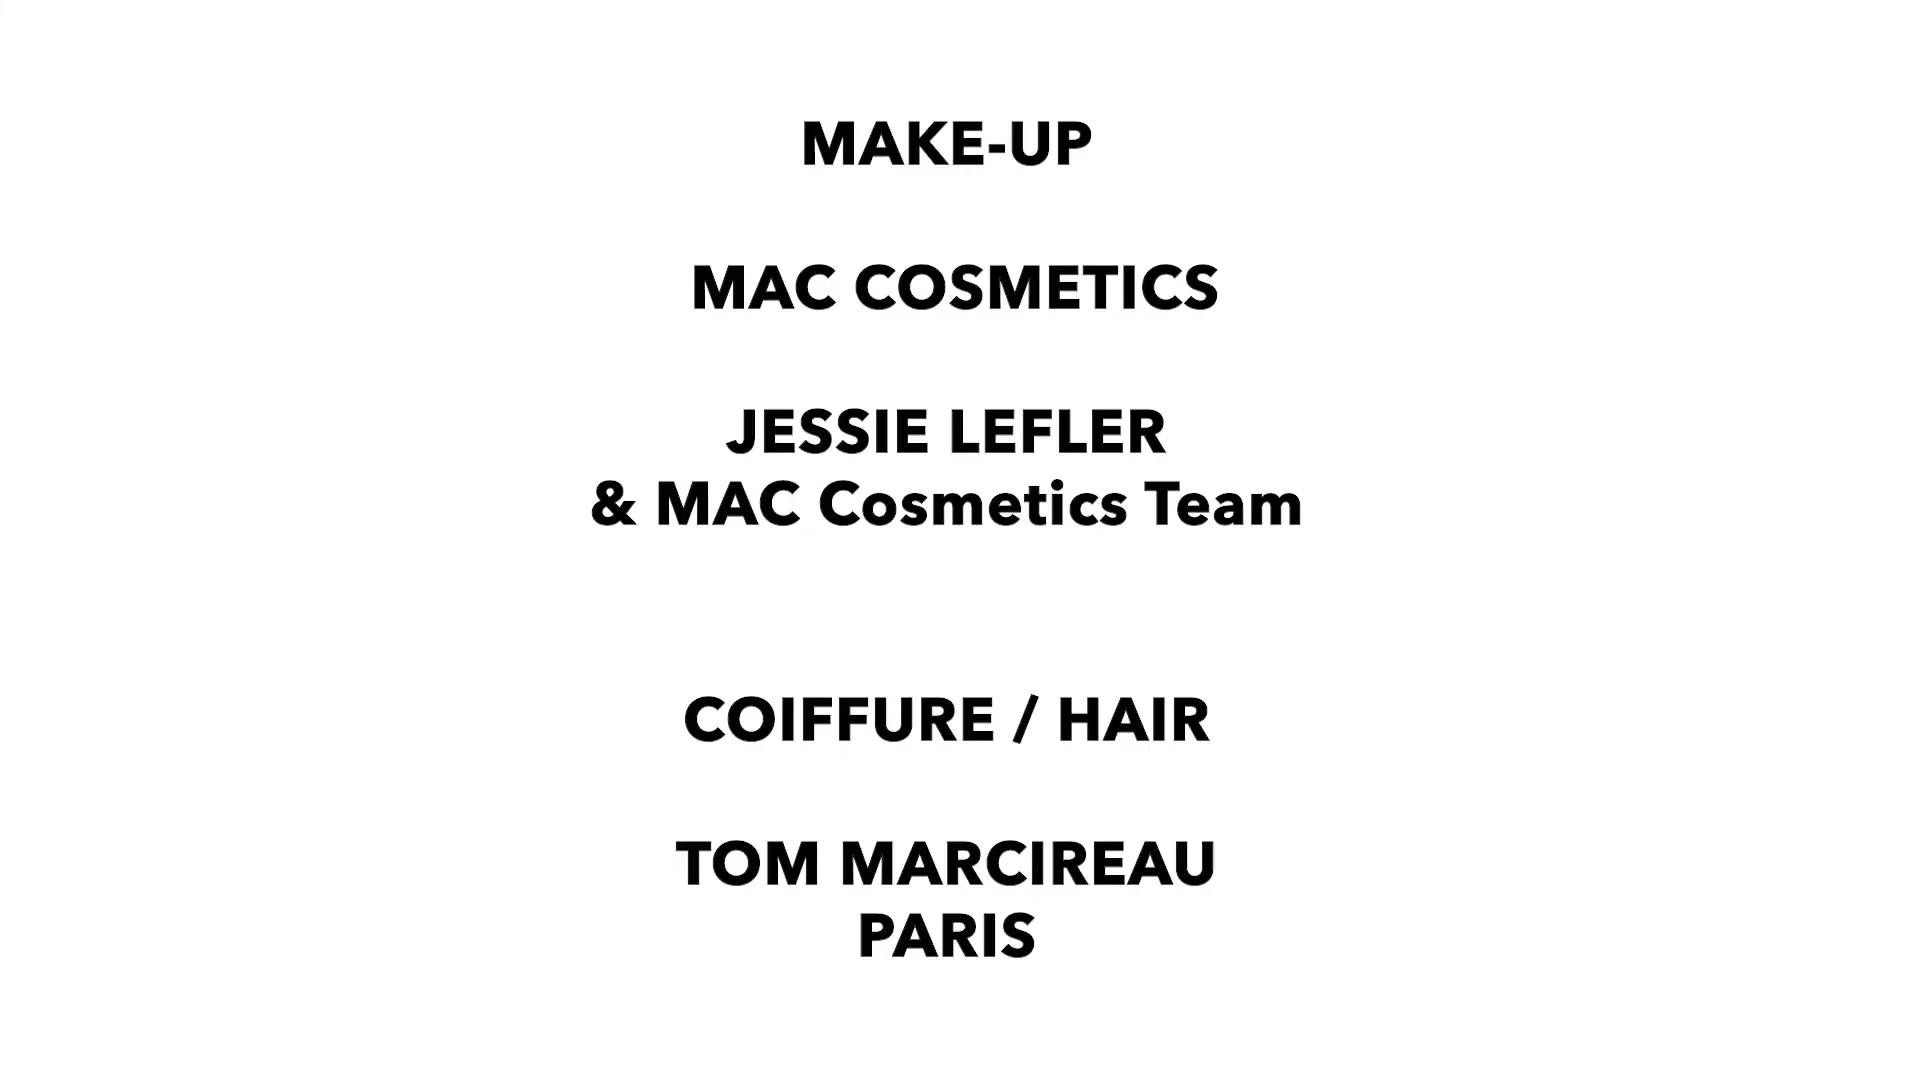 MAKE-UP
MAC COSMETICS
JESSIE LEFLER
& MAC Cosmetics Team
COIFFURE / HAIR
TOM MARCIREAU
PARIS